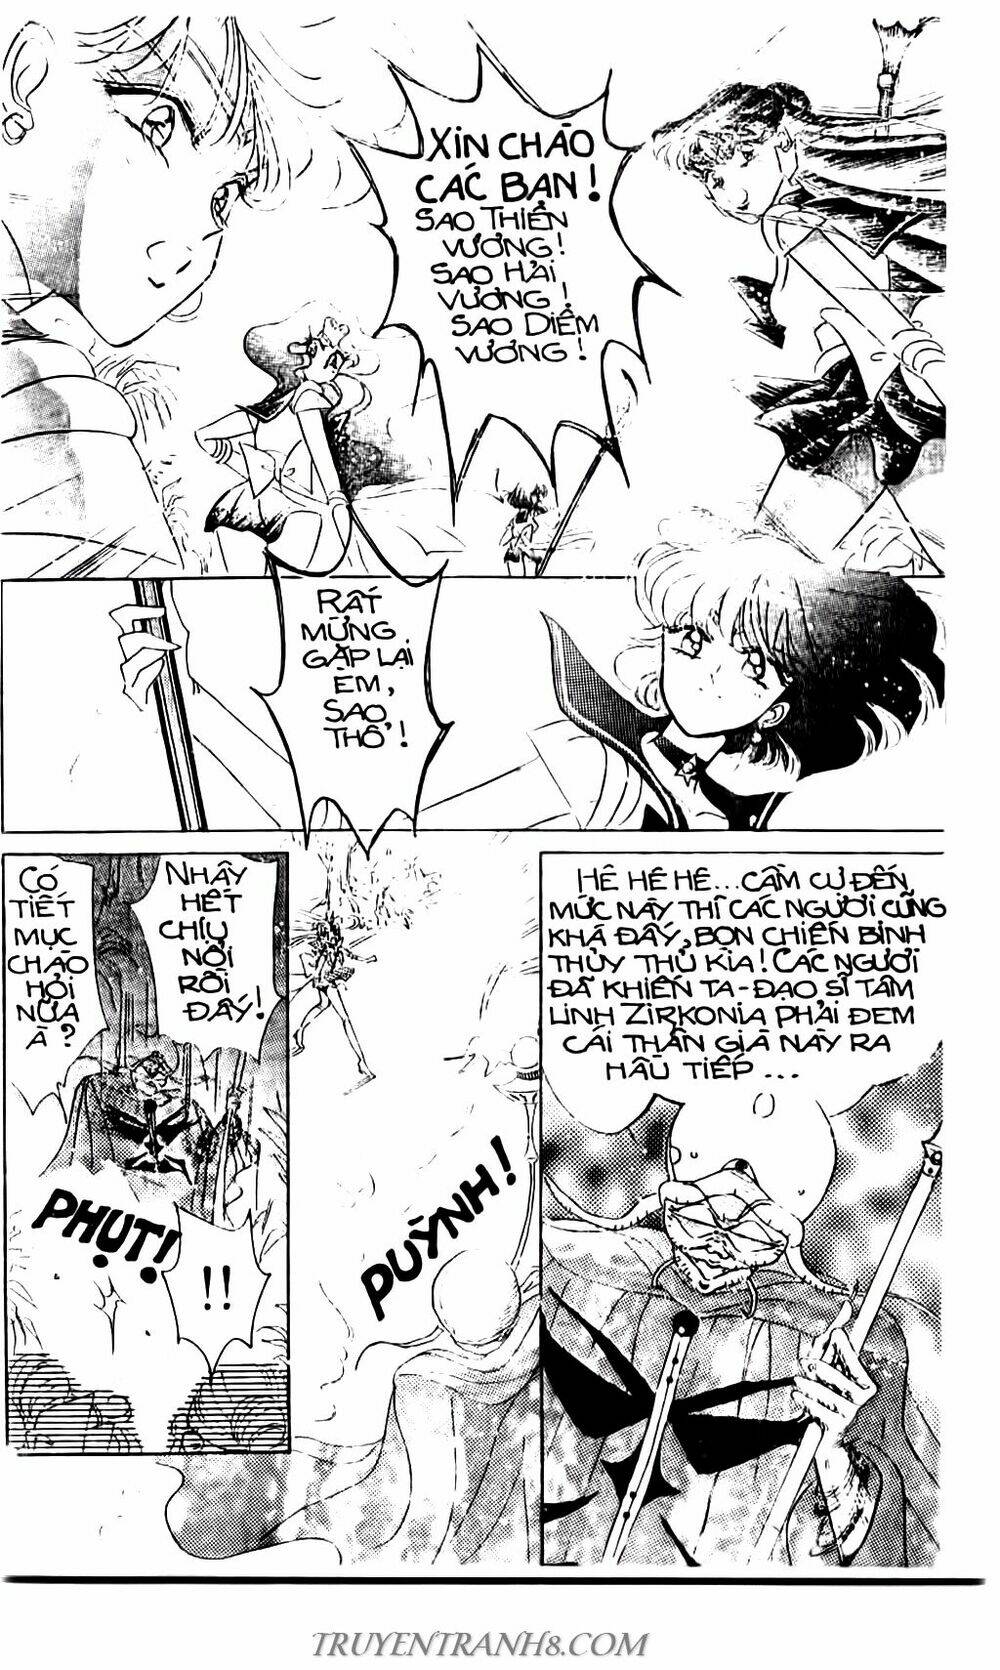 XIN CHÀO
CÁC BẠN!
SAO THIÊN
VƯƠNG!
SAO HẢI
VƯƠNG!
SAO DIÊM
VƯƠNG!
RẤT
MỪNG
GẶP LẠI
EM,
SAO
THỔ!
CÓ
TIẾT
MỤC
CHÀO
HỎI
NỮA
À?
NHÂY
HẾT
CHỊU
NỔI
RỒI
ĐẤY!
PHỤT!
!!
PUỲNH!
HÊ HÊ HÊ... CẦM CỰ ĐẾN
MỨC NÀY THÌ CÁC NGƯƠI CŨNG
KHÁ ĐẤY, BỌN CHIẾN BINH
THỦY THỦ KIA! CÁC NGƯƠI
ĐÃ KHIẾN TA-ĐẠO SĨ TÂM
LINH ZIRKONIA PHẢI ĐEM
CÁI THÂN GIÀ NÀY RA
HẦU TIẾP...
TRUYENTRANH8.COM